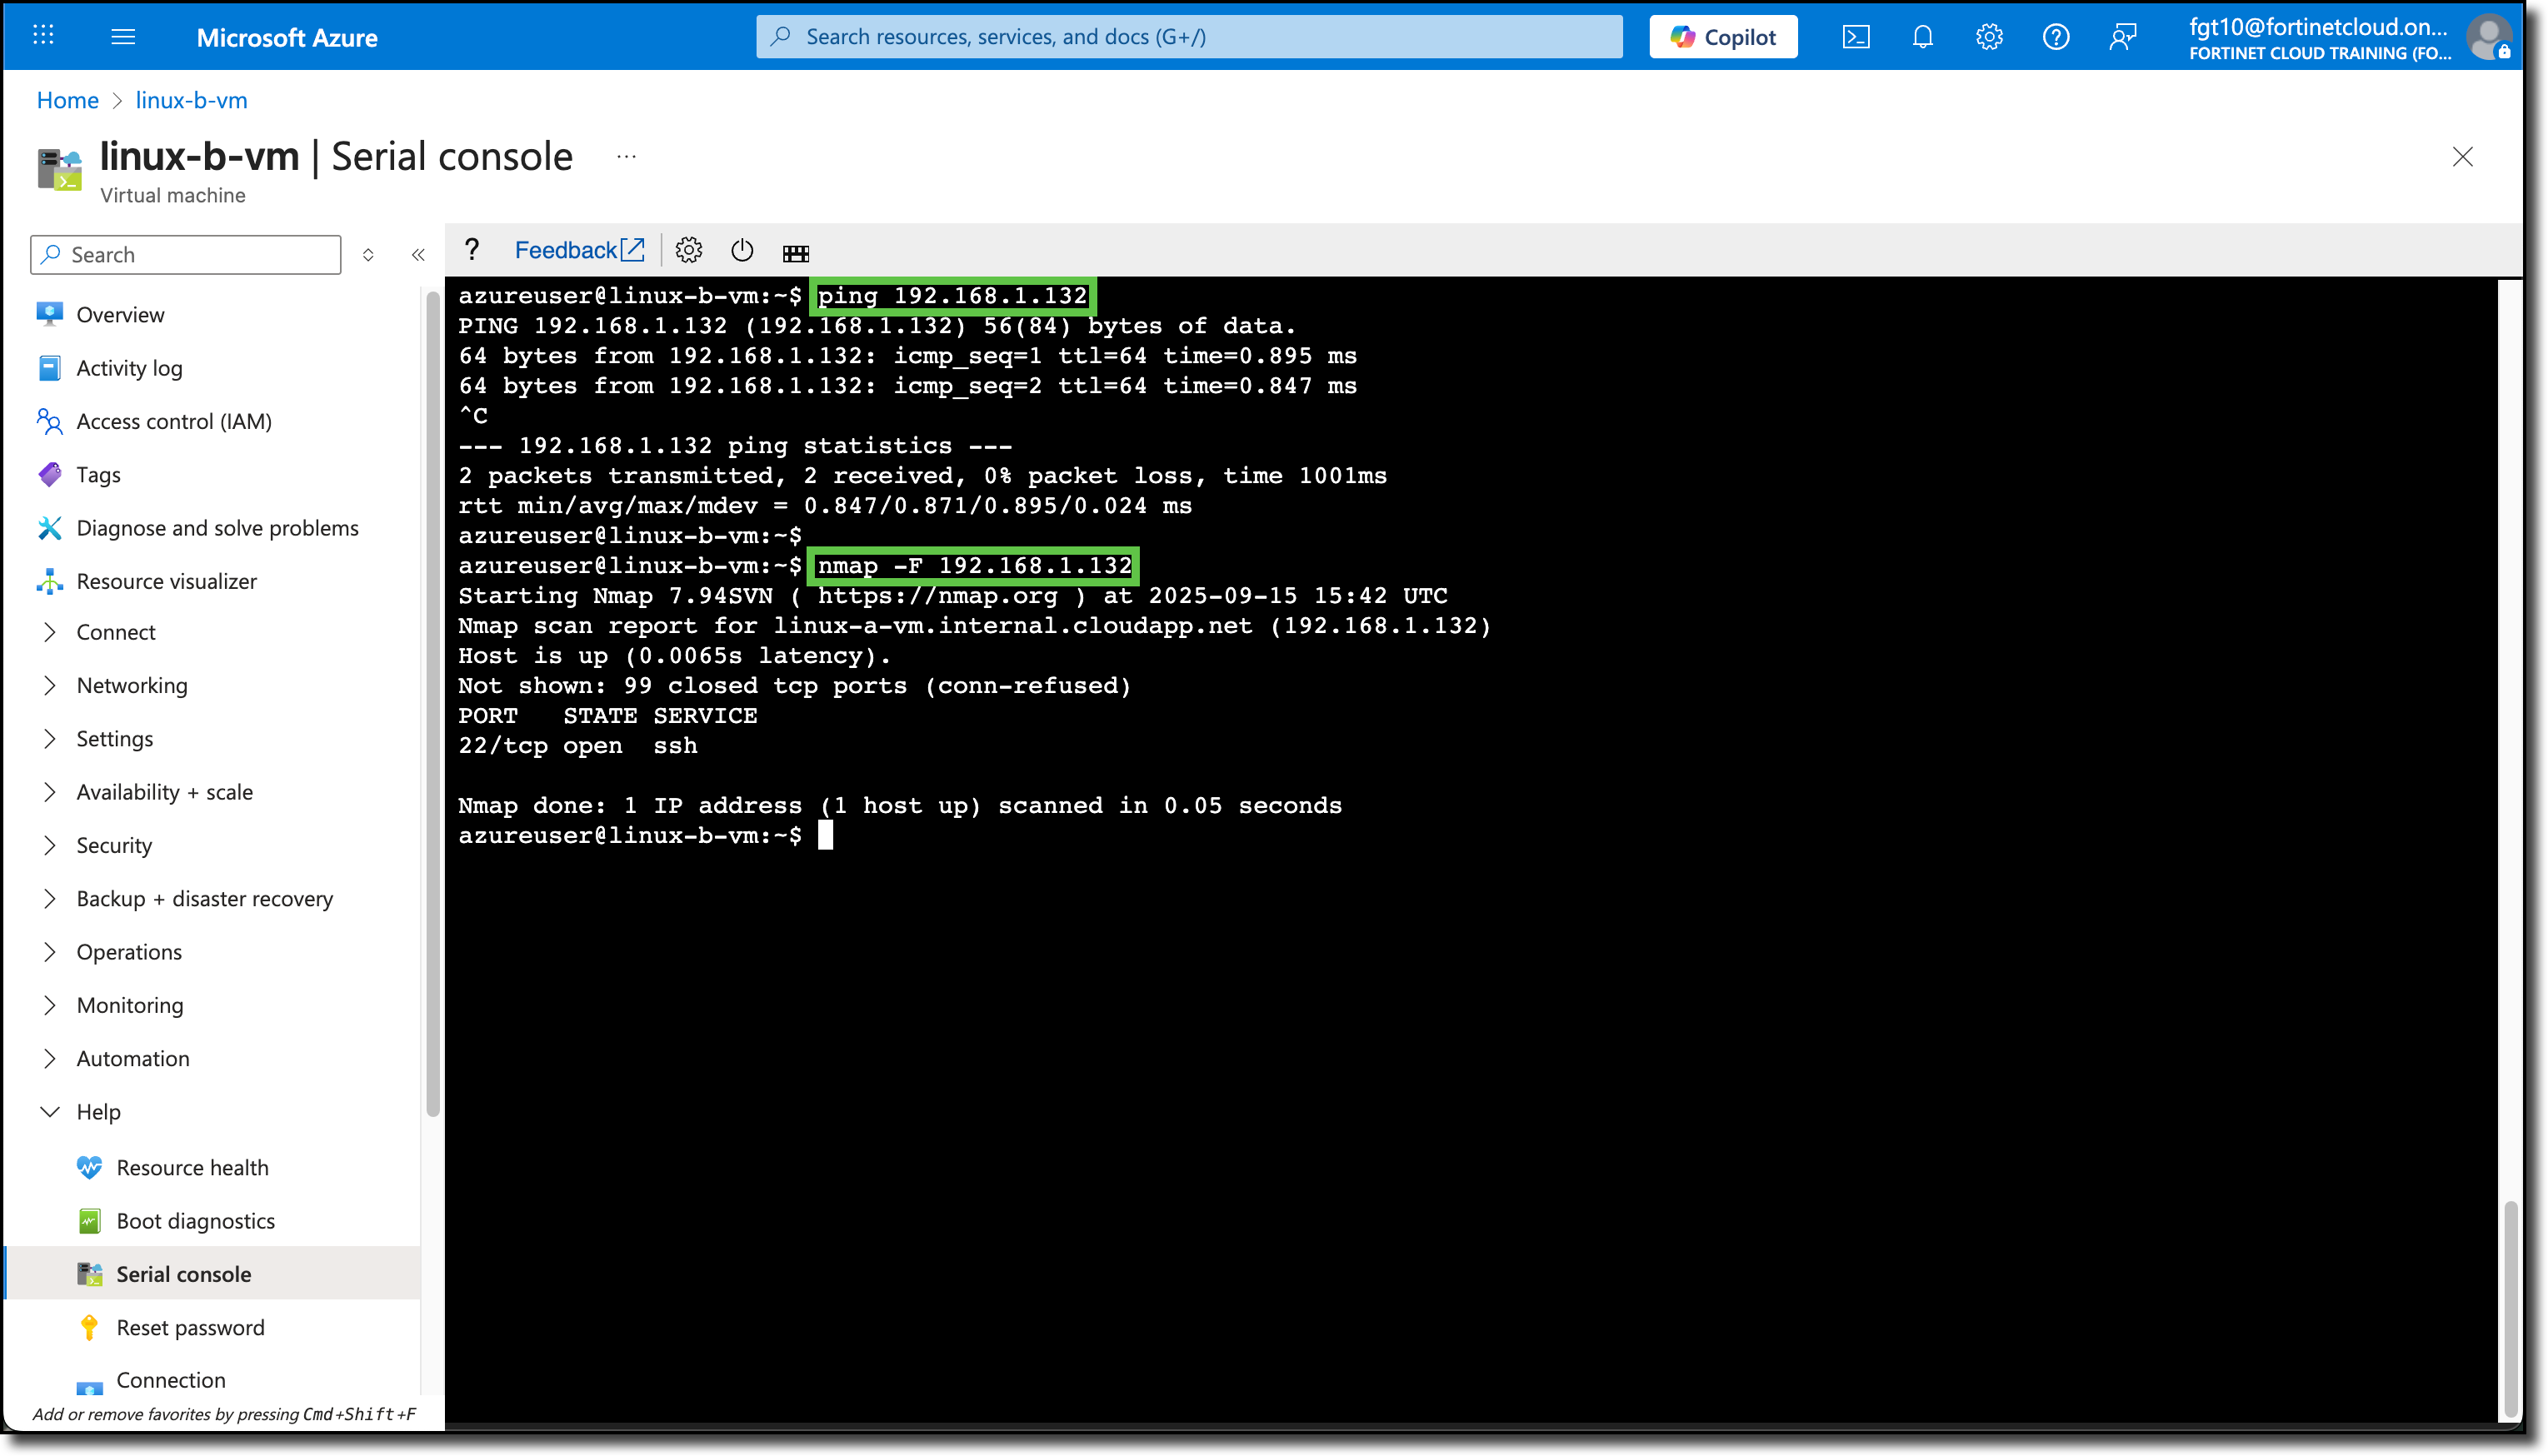 Microsoft Azure
Search resources, services, and docs (G+/)
Copilot
fgt10@fortinetcloud.on...
FORTINET CLOUD TRAINING (FO...
Home > linux-b-vm
linux-b-vm | Serial console ...
Virtual machine
Search
? Feedback
Overview
Activity log
Access control (IAM)
Tags
Diagnose and solve problems
Resource visualizer
Connect
Networking
Settings
Availability + scale
Security
Backup + disaster recovery
Operations
Monitoring
Automation
Help
Resource health
Boot diagnostics
Serial console
Reset password
Connection
Add or remove favorites by pressing Cmd+Shift+F
azureuser@linux-b-vm:~$ ping 192.168.1.132
PING 192.168.1.132 (192.168.1.132) 56(84) bytes of data.
64 bytes from 192.168.1.132: icmp_seq=1 ttl=64 time=0.895 ms
64 bytes from 192.168.1.132: icmp_seq=2 ttl=64 time=0.847 ms
^C
--- 192.168.1.132 ping statistics ---
2 packets transmitted, 2 received, 0% packet loss, time 1001ms
rtt min/avg/max/mdev = 0.847/0.871/0.895/0.024 ms
azureuser@linux-b-vm:~$
azureuser@linux-b-vm:~$ nmap -F 192.168.1.132
Starting Nmap 7.94SVN ( https://nmap.org ) at 2025-09-15 15:42 UTC
Nmap scan report for linux-a-vm.internal.cloudapp.net (192.168.1.132)
Host is up (0.0065s latency).
Not shown: 99 closed tcp ports (conn-refused)
PORT   STATE SERVICE
22/tcp open  ssh
Nmap done: 1 IP address (1 host up) scanned in 0.05 seconds
azureuser@linux-b-vm:~$